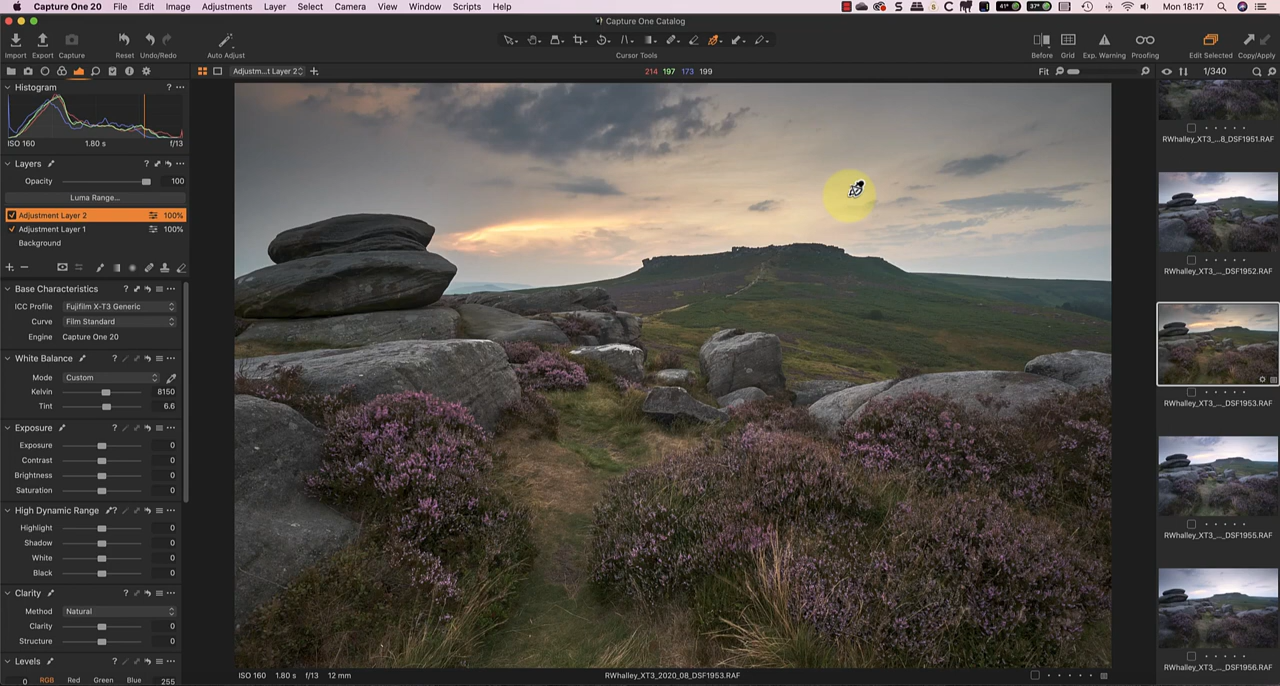 Capture One 20 File Edit Image Adjustments Layer Select Camera View Window Scripts Help
41° 37° Mon 18:17
Capture One Catalog
Import Export Capture Reset Undo/Redo Auto Adjust Cursor Tools Before Grid Exp. Warning Proofing Edit Selected Copy/Apply
Adjustm...t Layer 2 214 197 173 199 Fit 1/340
Histogram ? ...
ISO 160 1.80 s f/13
Layers ? ...
Opacity 100
Luma Range...
Adjustment Layer 2 100%
Adjustment Layer 1 100%
Background
Base Characteristics ? ...
ICC Profile Fujifilm X-T3 Generic
Curve Film Standard
Engine Capture One 20
White Balance ? ...
Mode Custom
Kelvin 8150
Tint 6.6
Exposure ? ...
Exposure 0
Contrast 0
Brightness 0
Saturation 0
High Dynamic Range ? ...
Highlight 0
Shadow 0
White 0
Black 0
Clarity ? ...
Method Natural
Clarity 0
Structure 0
Levels ? ...
0 RGB Red Green Blue 255
ISO 160 1.80 s f/13 12 mm RWhalley_XT3_2020_08_DSF1953.RAF
RWhalley_XT3_...8_DSF1951.RAF
RWhalley_XT3_..._DSF1952.RAF
RWhalley_XT3_..._DSF1953.RAF
RWhalley_XT3_..._DSF1955.RAF
RWhalley_XT3_..._DSF1956.RAF